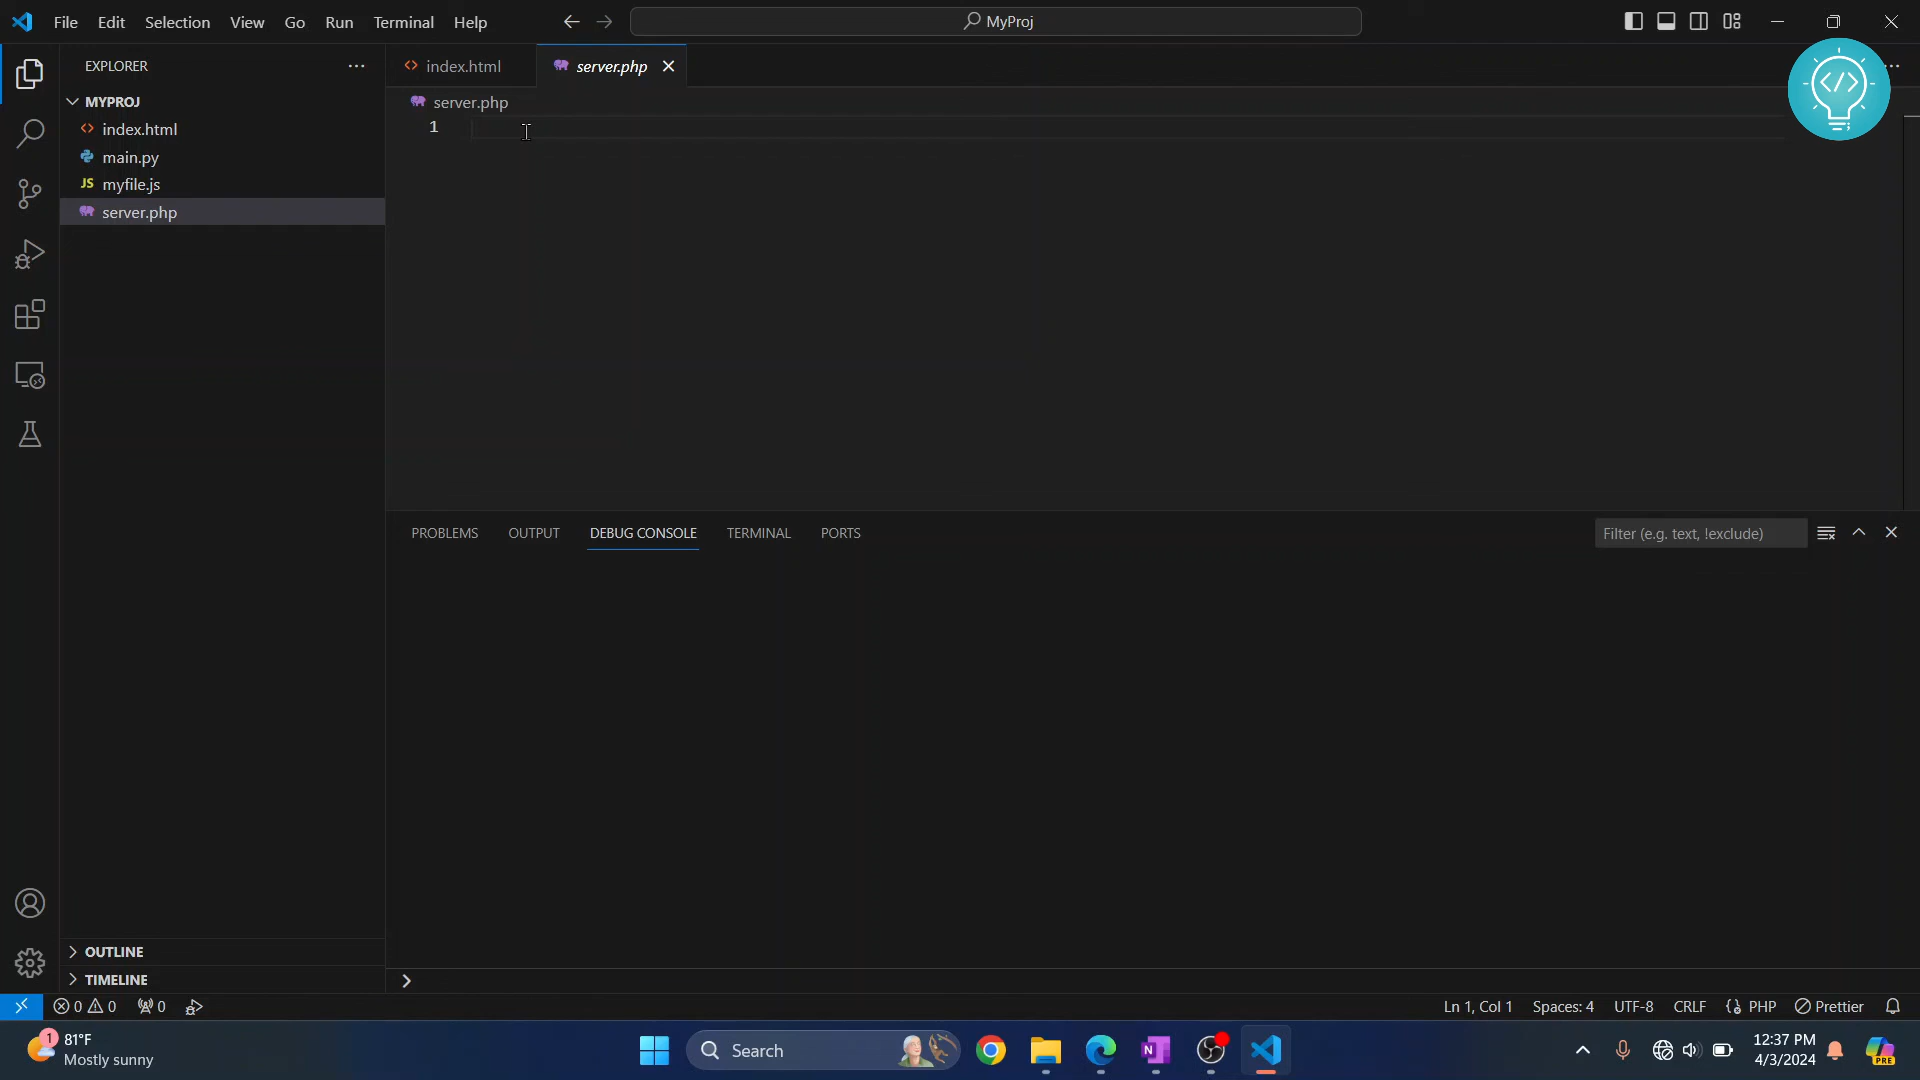 File Edit Selection View Go Run Terminal Help
MyProj
EXPLORER
index.html
server.php
MYPROJ
index.html
main.py
JS myfile.js
server.php
server.php
1
PROBLEMS OUTPUT DEBUG CONSOLE TERMINAL PORTS
Filter (e.g. text, !exclude)
OUTLINE
TIMELINE
0 0 0
Ln 1, Col 1 Spaces: 4 UTF-8 CRLF PHP Prettier
1
81°F
Mostly sunny
Search
N
12:37 PM
4/3/2024
PRE